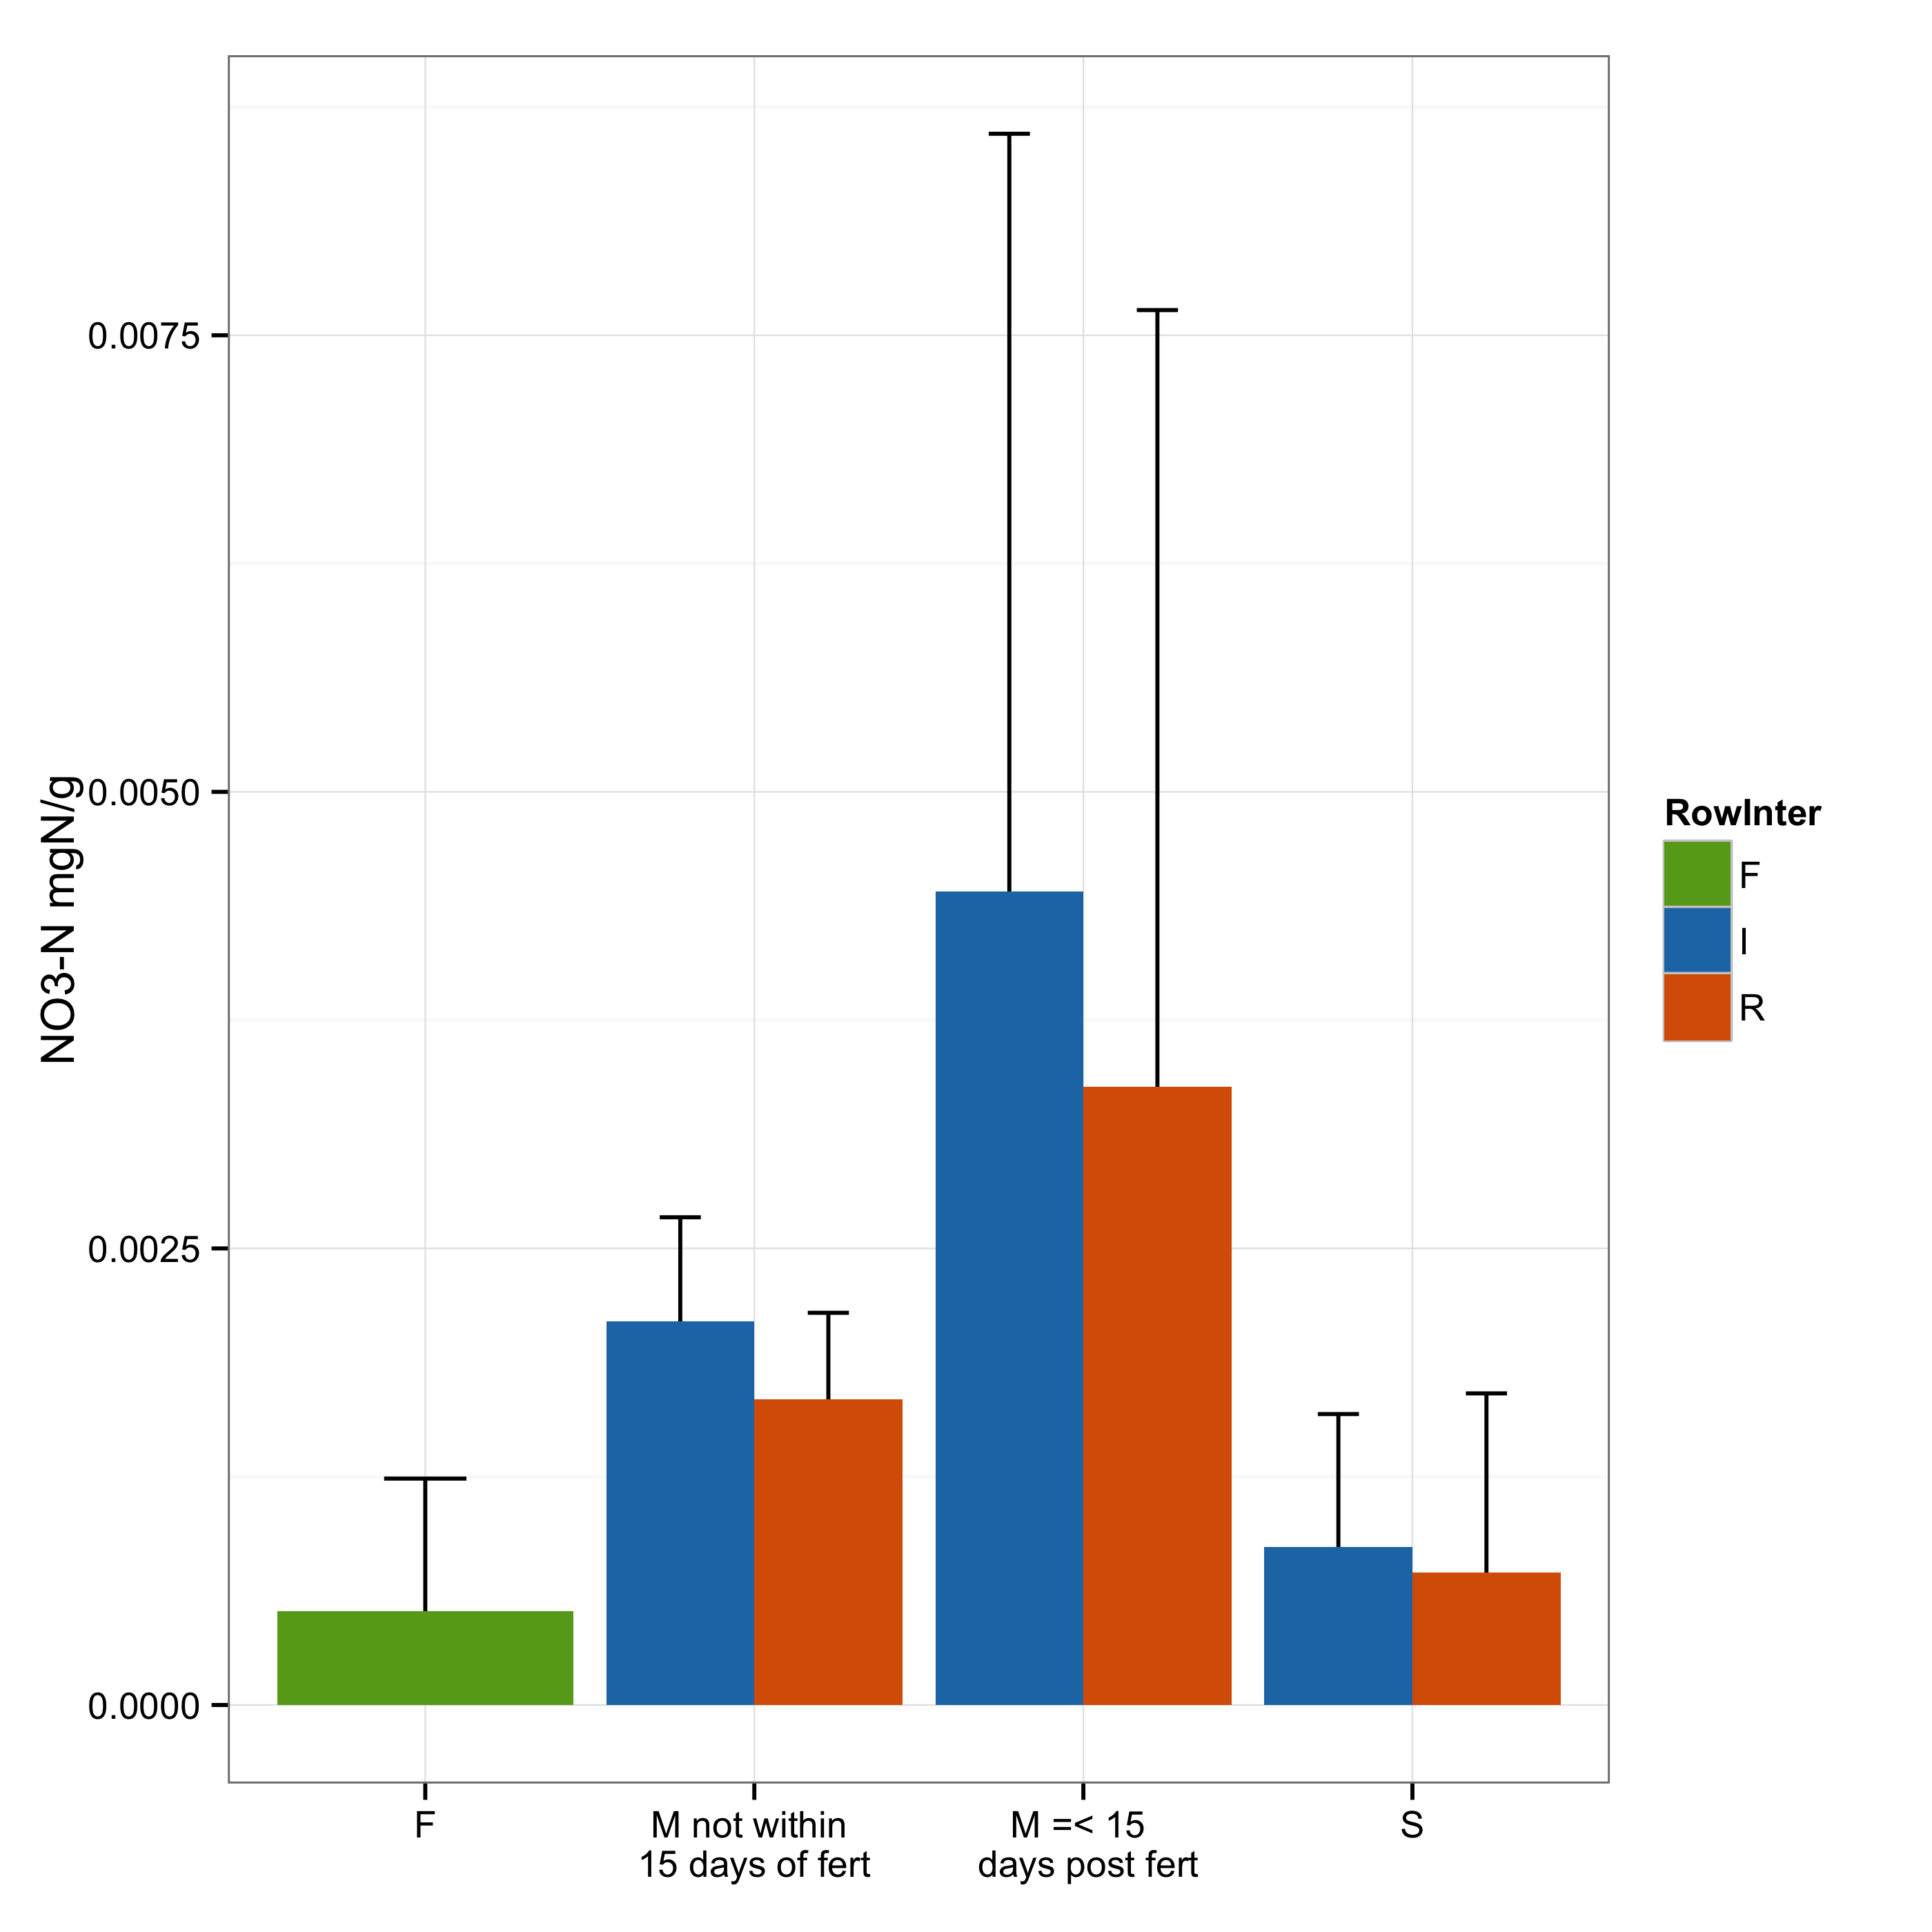 NO3-N mgN/g
0.0075
0.0050
0.0025
0.0000
F
M not within
15 days of fert
M =< 15
days post fert
S
RowInter
F
I
R